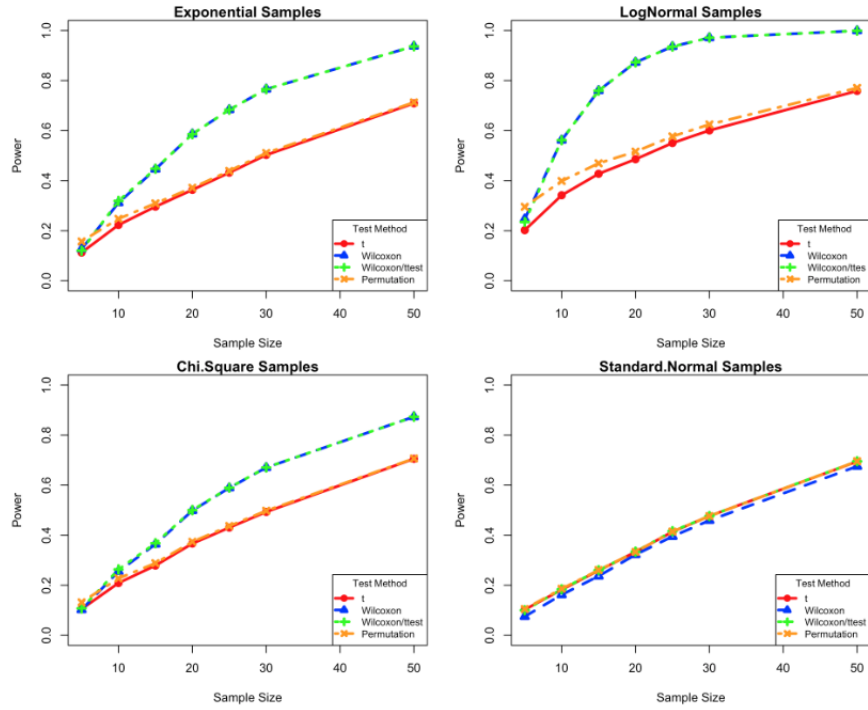 Exponential Samples
Power
1.0
0.8
0.6
0.4
0.2
0.0
Test Method
t
Wilcoxon
Wilcoxon/ttest
Permutation
10
20
30
40
50
Sample Size
LogNormal Samples
Power
1.0
0.8
0.6
0.4
0.2
0.0
Test Method
t
Wilcoxon
Wilcoxon/ttes
Permutation
10
20
30
40
50
Sample Size
Chi.Square Samples
Power
1.0
0.8
0.6
0.4
0.2
0.0
Test Method
t
Wilcoxon
Wilcoxon/ttest
Permutation
10
20
30
40
50
Sample Size
Standard.Normal Samples
Power
1.0
0.8
0.6
0.4
0.2
0.0
Test Method
t
Wilcoxon
Wilcoxon/ttest
Permutation
10
20
30
40
50
Sample Size